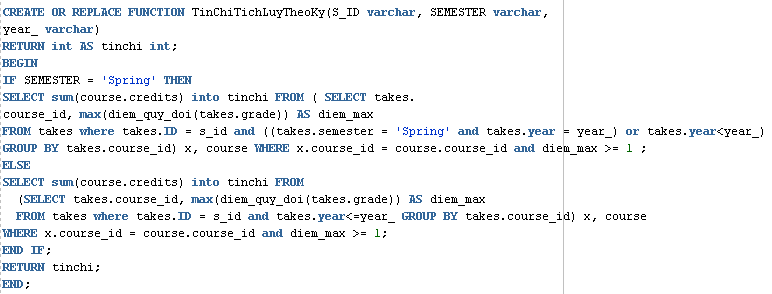 CREATE OR REPLACE FUNCTION TinChiTichLuyTheoKy(S_ID varchar, SEMESTER varchar,
year_ varchar)
RETURN int AS tinchi int;
BEGIN
IF SEMESTER = 'Spring' THEN
SELECT sum(course.credits) into tinchi FROM ( SELECT takes.
course_id, max(diem_quy_doi(takes.grade)) AS diem_max
FROM takes where takes.ID = s_id and ((takes.semester = 'Spring' and takes.year = year_) or takes.year<year_)
GROUP BY takes.course_id) x, course WHERE x.course_id = course.course_id and diem_max >= 1 ;
ELSE
SELECT sum(course.credits) into tinchi FROM
(SELECT takes.course_id, max(diem_quy_doi(takes.grade)) AS diem_max
FROM takes where takes.ID = s_id and takes.year<=year_ GROUP BY takes.course_id) x, course
WHERE x.course_id = course.course_id and diem_max >= 1;
END IF;
RETURN tinchi;
END;